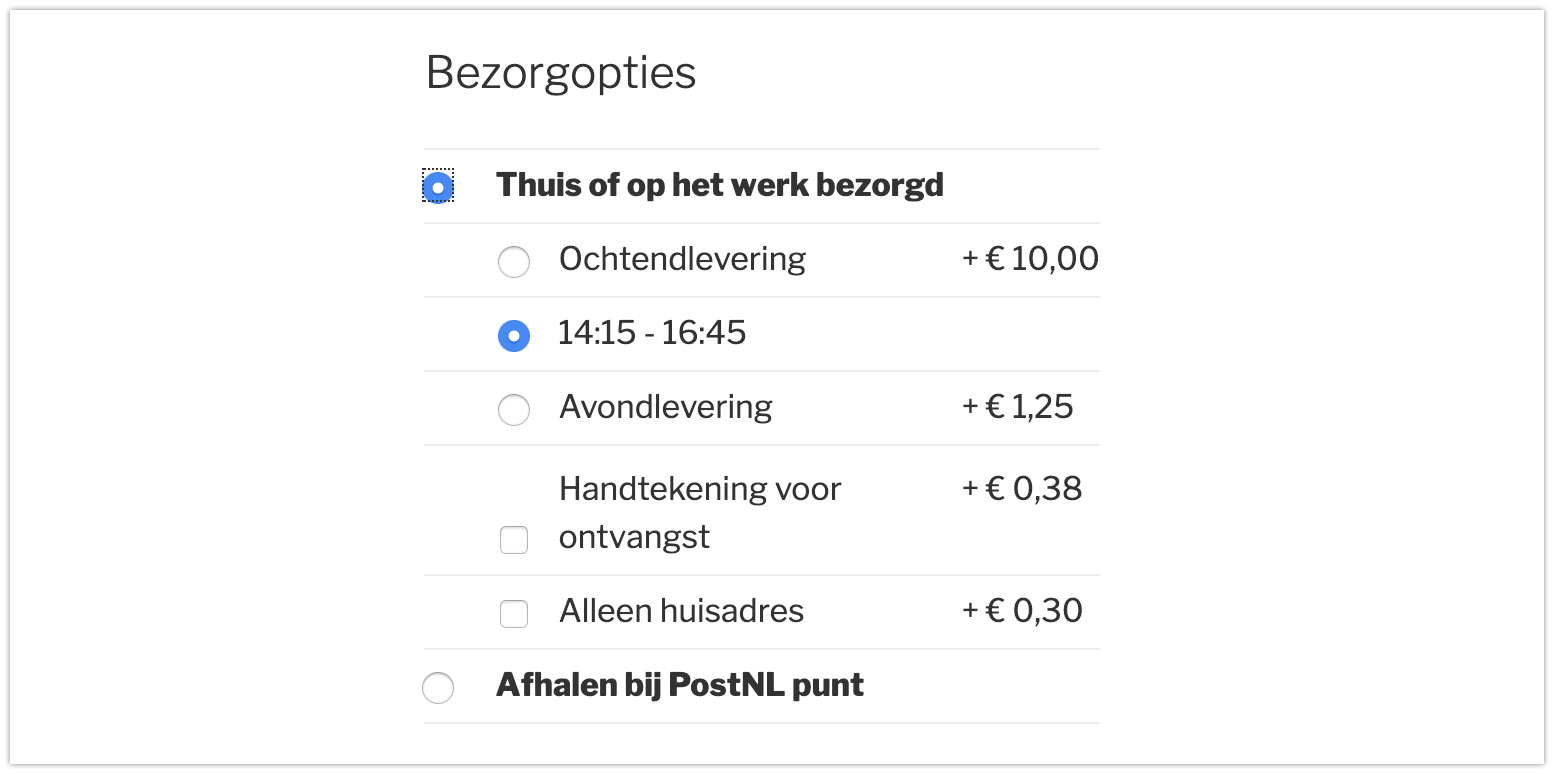 Bezorgopties
Thuis of op het werk bezorgd
Ochtendlevering + € 10,00
14:15 - 16:45
Avondlevering + € 1,25
Handtekening voor + € 0,38
ontvangst
Alleen huisadres + € 0,30
Afhalen bij PostNL punt